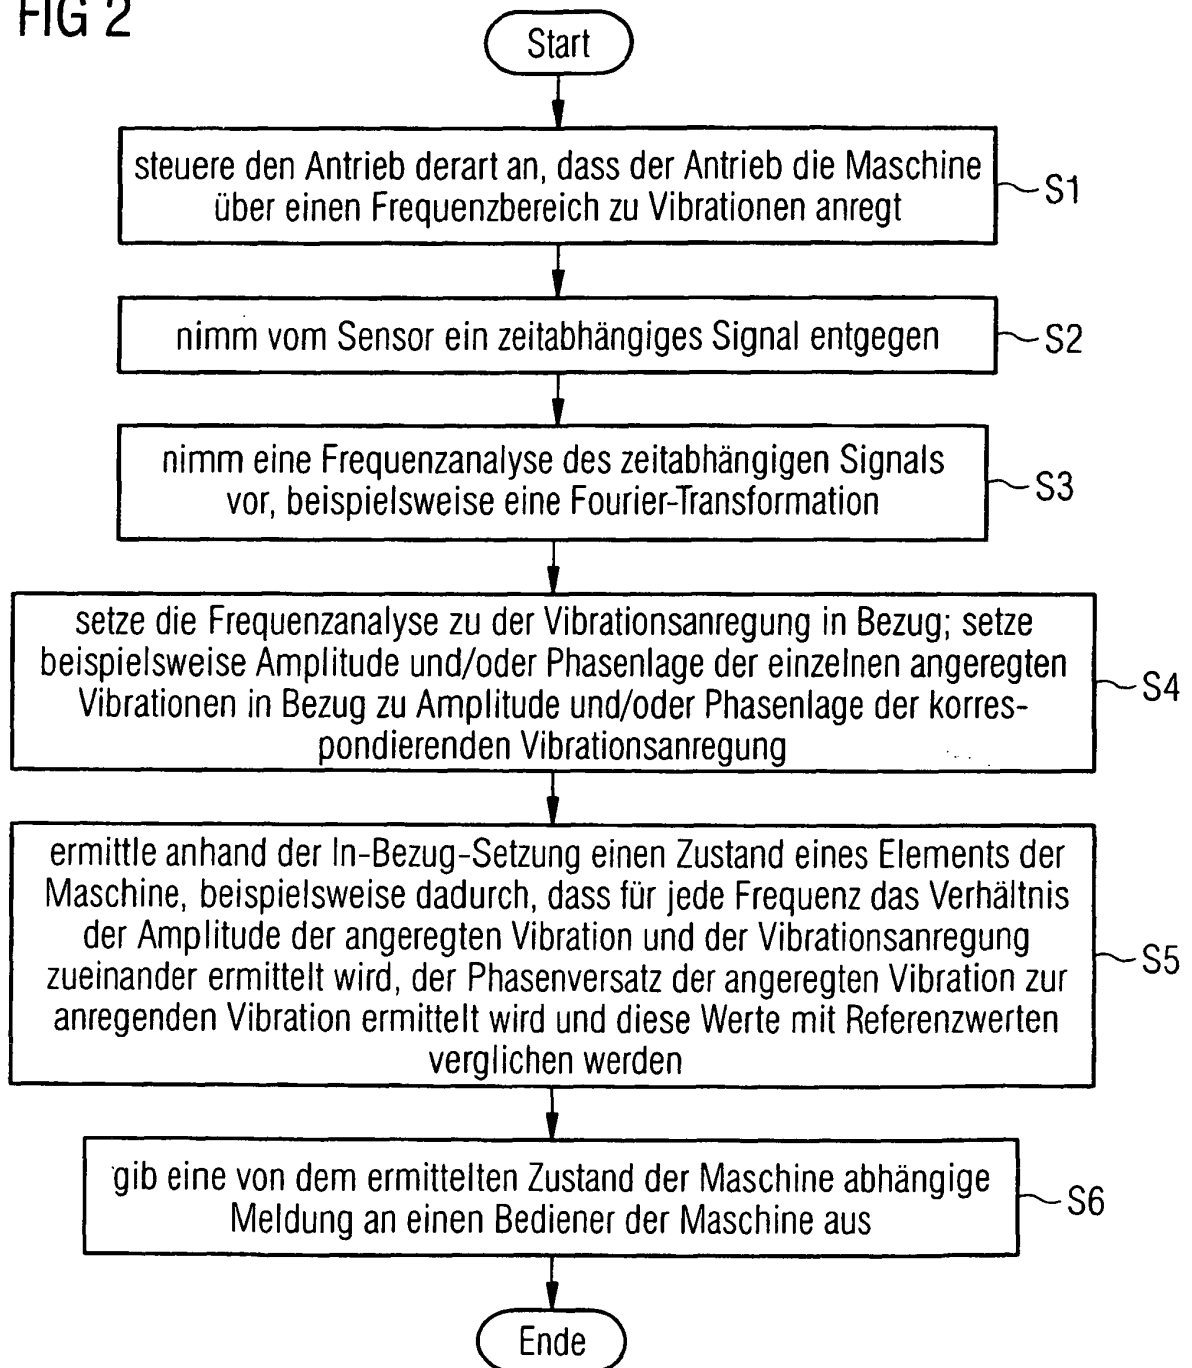 FIG 2
Start
steuere den Antrieb derart an, dass der Antrieb die Maschine
über einen Frequenzbereich zu Vibrationen anregt
S1
nimm vom Sensor ein zeitabhängiges Signal entgegen
S2
nimm eine Frequenzanalyse des zeitabhängigen Signals
vor, beispielsweise eine Fourier-Transformation
S3
setze die Frequenzanalyse zu der Vibrationsanregung in Bezug; setze
beispielsweise Amplitude und/oder Phasenlage der einzelnen angeregten
Vibrationen in Bezug zu Amplitude und/oder Phasenlage der korres-
pondierenden Vibrationsanregung
S4
ermittle anhand der In-Bezug-Setzung einen Zustand eines Elements der
Maschine, beispielsweise dadurch, dass für jede Frequenz das Verhältnis
der Amplitude der angeregten Vibration und der Vibrationsanregung
zueinander ermittelt wird, der Phasenversatz der angeregten Vibration zur
anregenden Vibration ermittelt wird und diese Werte mit Referenzwerten
verglichen werden
S5
gib eine von dem ermittelten Zustand der Maschine abhängige
Meldung an einen Bediener der Maschine aus
S6
Ende